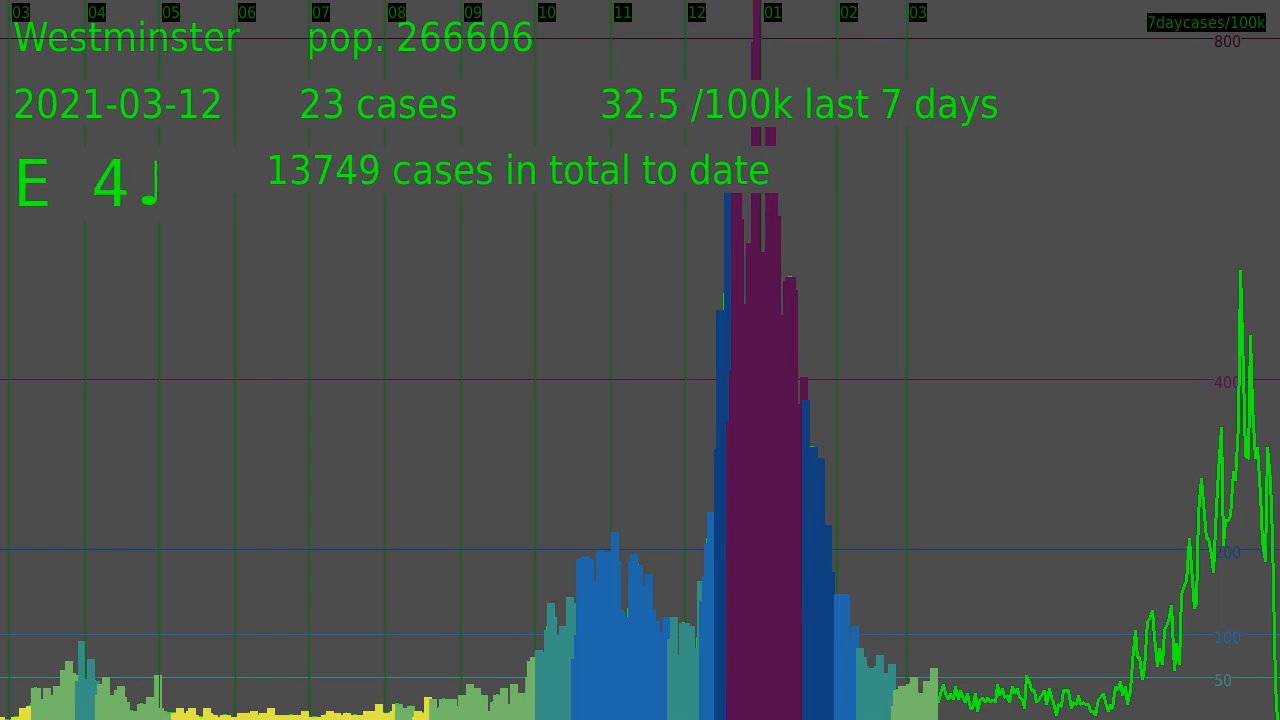 03 04 05 06 07 08 09 10 11 12 01 02 03
7daycases/100k
Westminster pop. 266606
800
2021-03-12 23 cases 32.5 /100k last 7 days
E 4♩ 13749 cases in total to date
400
200
100
50